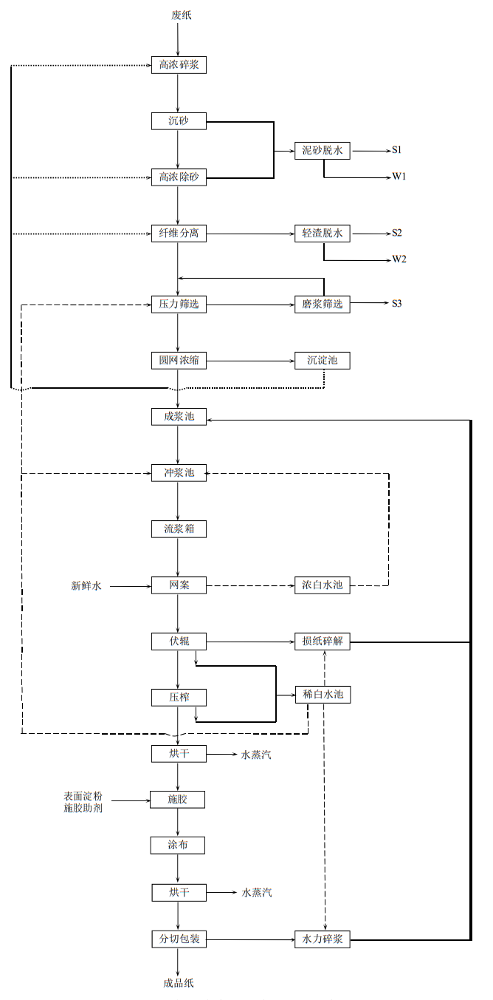 废纸
高浓碎浆
沉砂
泥砂脱水
S1
高浓除砂
W1
纤维分离
轻渣脱水
S2
W2
压力筛选
磨浆筛选
S3
圆网浓缩
沉淀池
成浆池
冲浆池
流浆箱
新鲜水
网案
浓白水池
伏辊
损纸碎解
压榨
稀白水池
烘干
水蒸汽
表面淀粉
施胶助剂
施胶
涂布
烘干
水蒸汽
分切包装
水力碎浆
成品纸